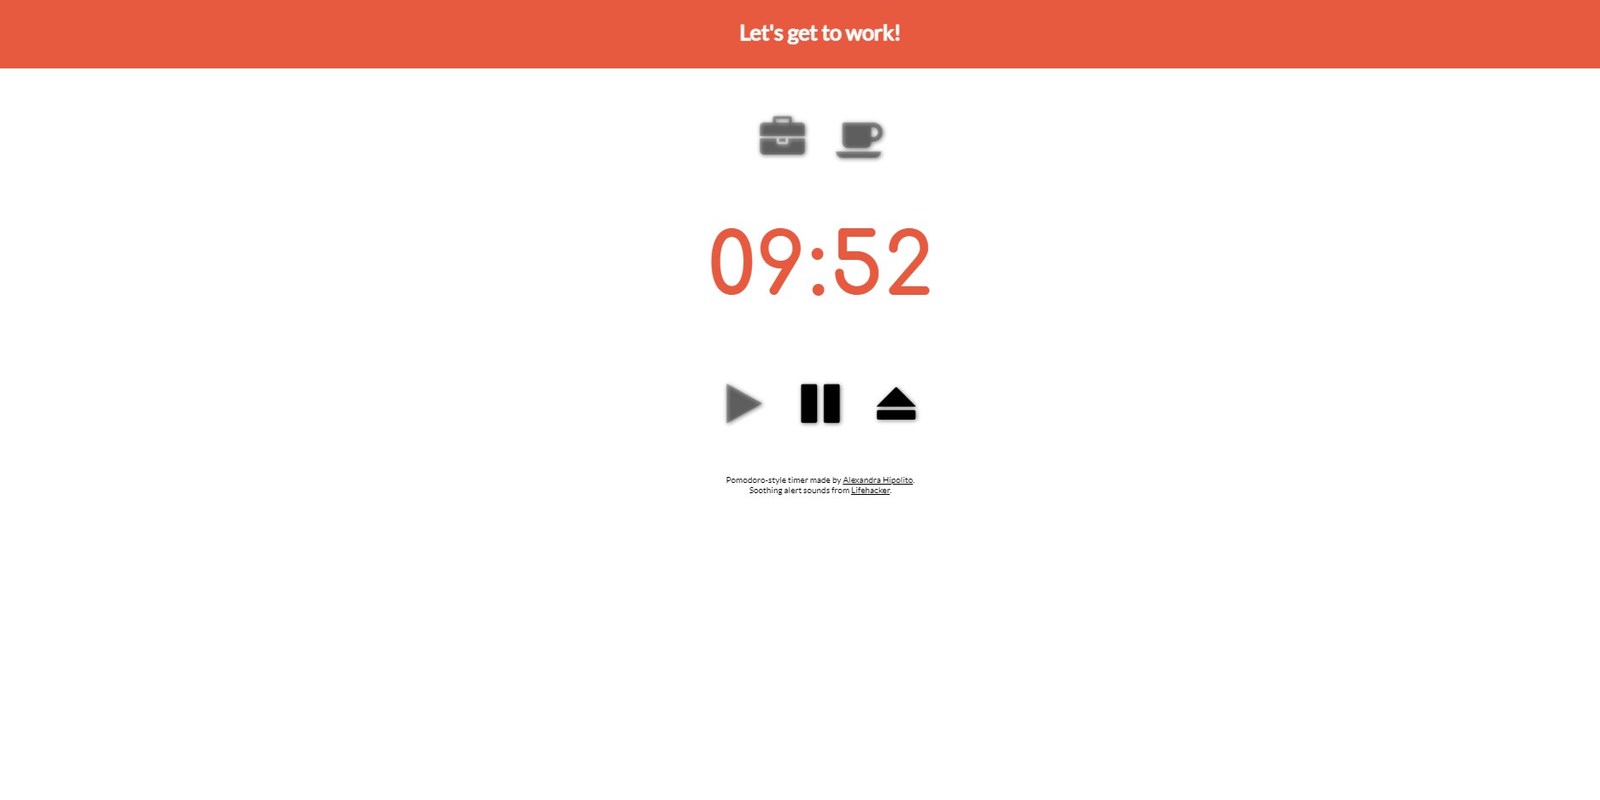 Let's get to work!
09:52
Pomodoro-style timer made by Alexandra Hipolito.
Soothing alert sounds from Lifehacker.